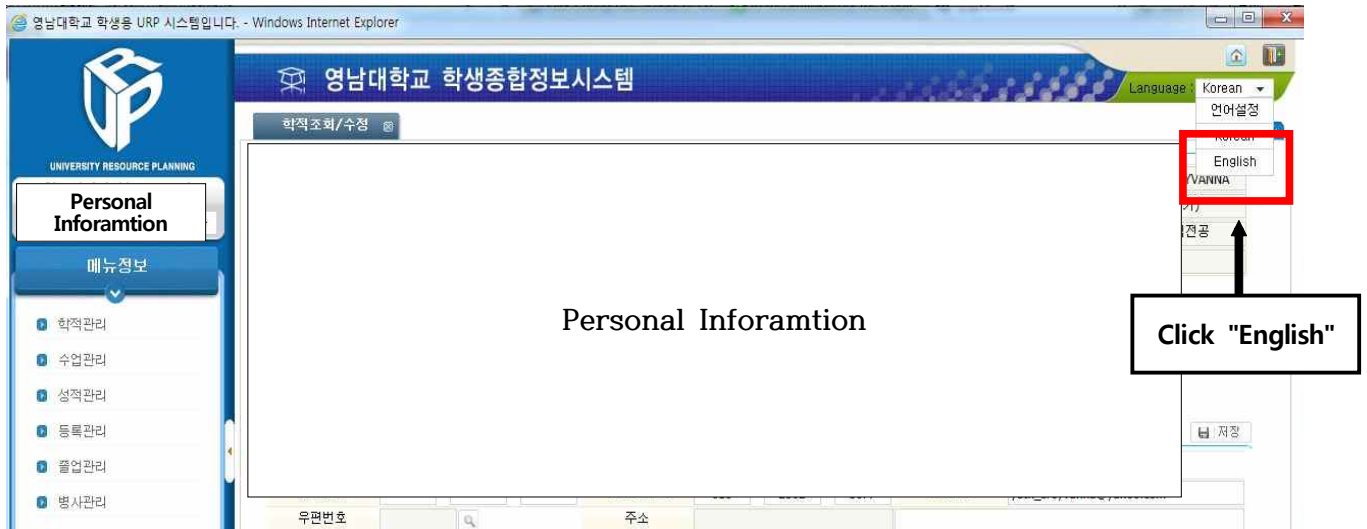 영남대학교 학생용 URP 시스템입니다. - Windows Internet Explorer
URP
UNIVERSITY RESOURCE PLANNING
영남대학교 학생종합정보시스템
Language : Korean
언어설정
Korean
English
학적조회/수정
YVANNA
전공
Personal
Inforamtion
메뉴정보
학적관리
수업관리
성적관리
등록관리
졸업관리
병사관리
Personal Inforamtion
Click "English"
저장
우편번호
주소